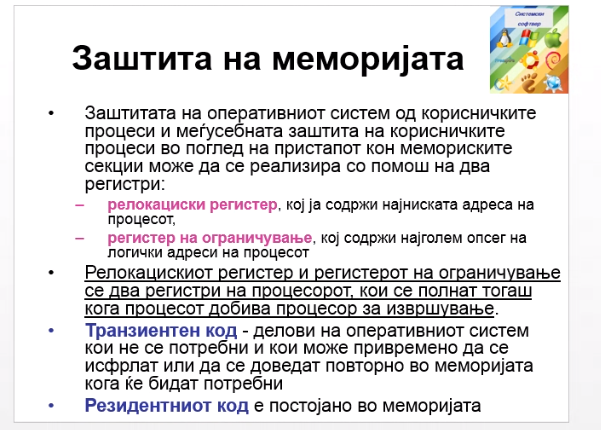 Системски
софтвер
Заштита на меморијата
• Заштитата на оперативниот систем од корисничките
процеси и меѓусебната заштита на корисничките
процеси во поглед на пристапот кон мемориските
секции може да се реализира со помош на два
регистри:
– релокациски регистер, кој ја содржи најниската адреса на
процесот,
– регистер на ограничување, кој содржи најголем опсег на
логички адреси на процесот
• Релокацискиот регистер и регистерот на ограничување
се два регистри на процесорот, кои се полнат тогаш
кога процесот добива процесор за извршување.
• Транзиентен код - делови на оперативниот систем
кои не се потребни и кои може привремено да се
исфрлат или да се доведат повторно во меморијата
кога ќе бидат потребни
• Резидентниот код е постојано во меморијата